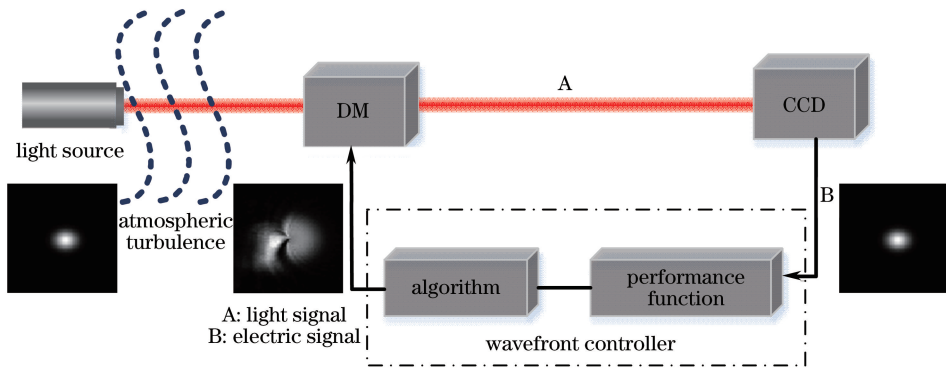 A
DM
CCD
light source
B
atmospheric
turbulence
algorithm
performance
function
A: light signal
B: electric signal
wavefront controller